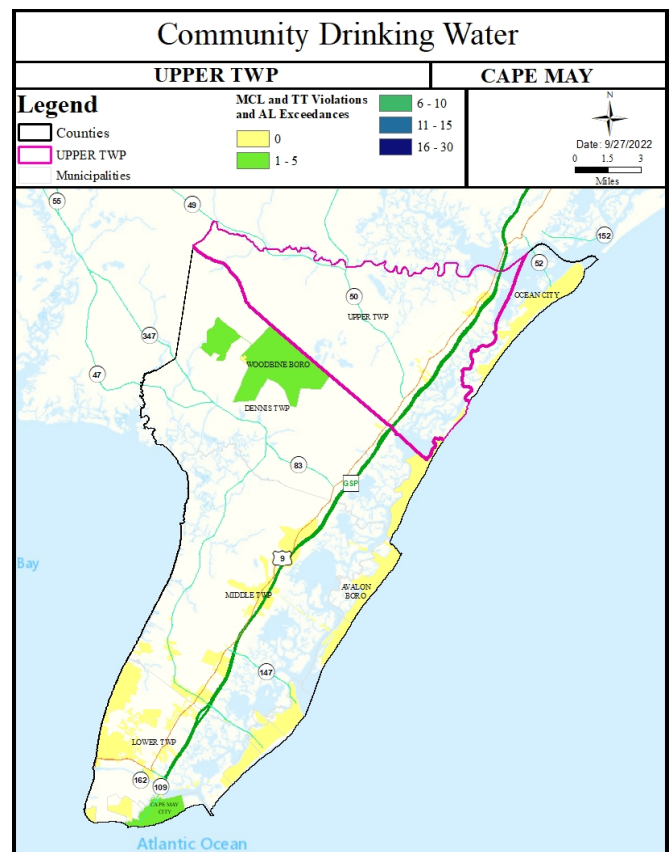 Community Drinking Water
UPPER TWP
CAPE MAY
Legend
Counties
UPPER TWP
Municipalities
MCL and TT Violations
and AL Exceedances
0
1 - 5
6 - 10
11 - 15
16 - 30
N
Date: 9/27/2022
0 1.5 3
Miles
55
49
152
52
OCEAN CITY
50
UPPER TWP
347
WOODBINE BORO
47
DENNIS TWP
83
GSP
9
MIDDLE TWP
AVALON
BORO
147
LOWER TWP
162
109
CAPE MAY
CITY
Bay
Atlantic Ocean